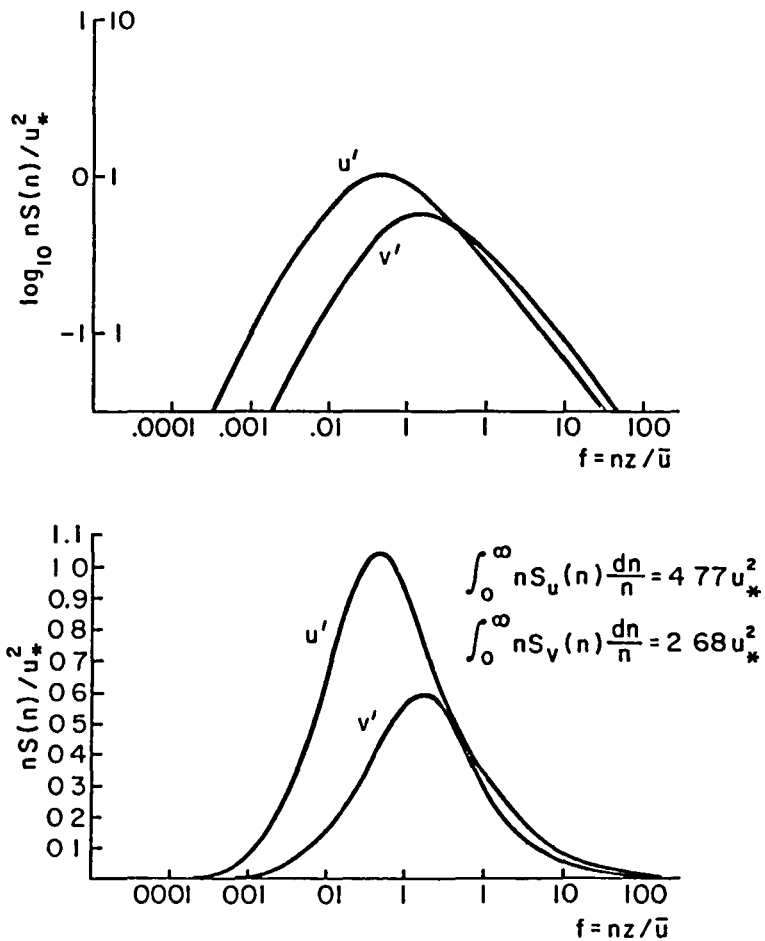 1 10
0 1
-1 1
log₁₀ nS(n)/u*²
u'
v'
.0001 .001 .01 1 1 10 100
f = nz/ū
1.1
1 0
0 9
0 8
0 7
0 6
0 5
0 4
0 3
0 2
0 1
nS(n)/u*²
u'
v'
∫₀^∞ nSᵤ(n) dn/n = 4 77 u*²
∫₀^∞ nSᵥ(n) dn/n = 2 68 u*²
0001 001 01 1 1 10 100
f = nz/ū